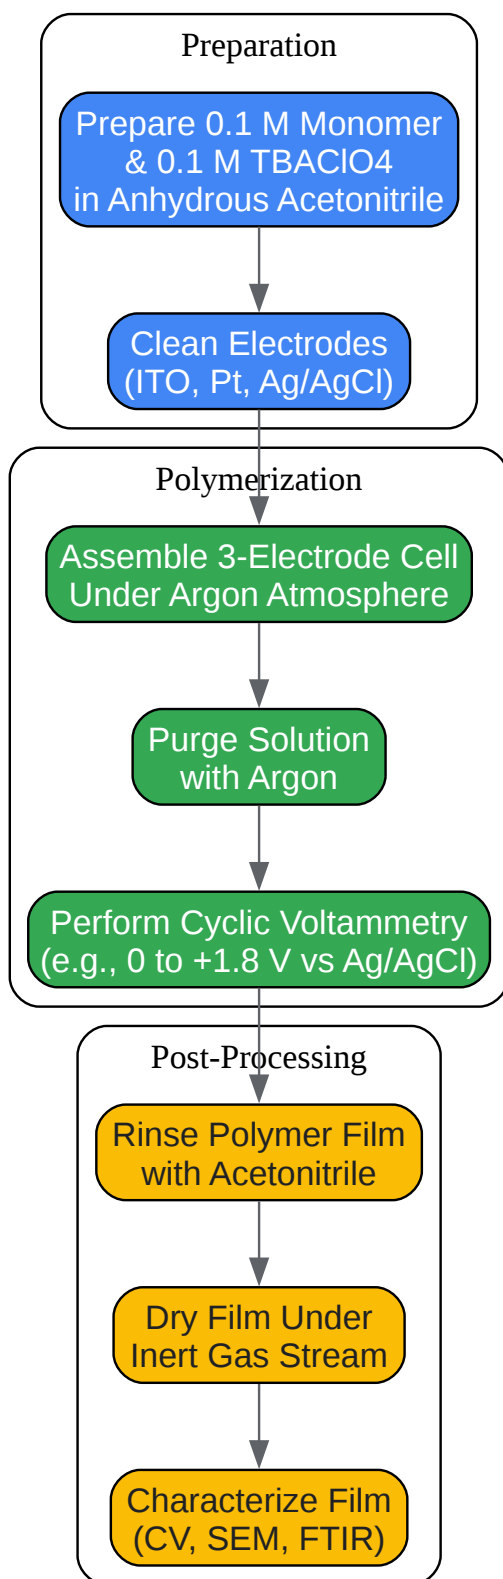 Preparation
Prepare 0.1 M Monomer
& 0.1 M TBAClO4
in Anhydrous Acetonitrile
Clean Electrodes
(ITO, Pt, Ag/AgCl)
Polymerization
Assemble 3-Electrode Cell
Under Argon Atmosphere
Purge Solution
with Argon
Perform Cyclic Voltammetry
(e.g., 0 to +1.8 V vs Ag/AgCl)
Post-Processing
Rinse Polymer Film
with Acetonitrile
Dry Film Under
Inert Gas Stream
Characterize Film
(CV, SEM, FTIR)